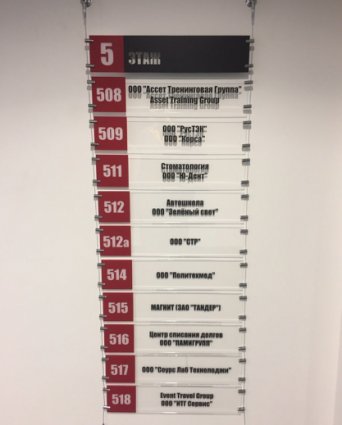 5 ЭТАЖ
508 ООО "Ассет Тренинговая Группа"
Asset Training Group
509 ООО "РусТЭК"
ООО "Корса"
511 Стоматология
ООО "Ю-Дент"
512 Автошкола
ООО "Зелёный свет"
512а ООО "СТР"
514 ООО "Политехмед"
515 МАГНИТ (ЗАО "ТАНДЕР")
516 Центр списания долгов
ООО "ПАМИГРУПП"
517 ООО "Соурс Лаб Технолоджи"
518 Event Travel Group
ООО "ИТГ Сервис"